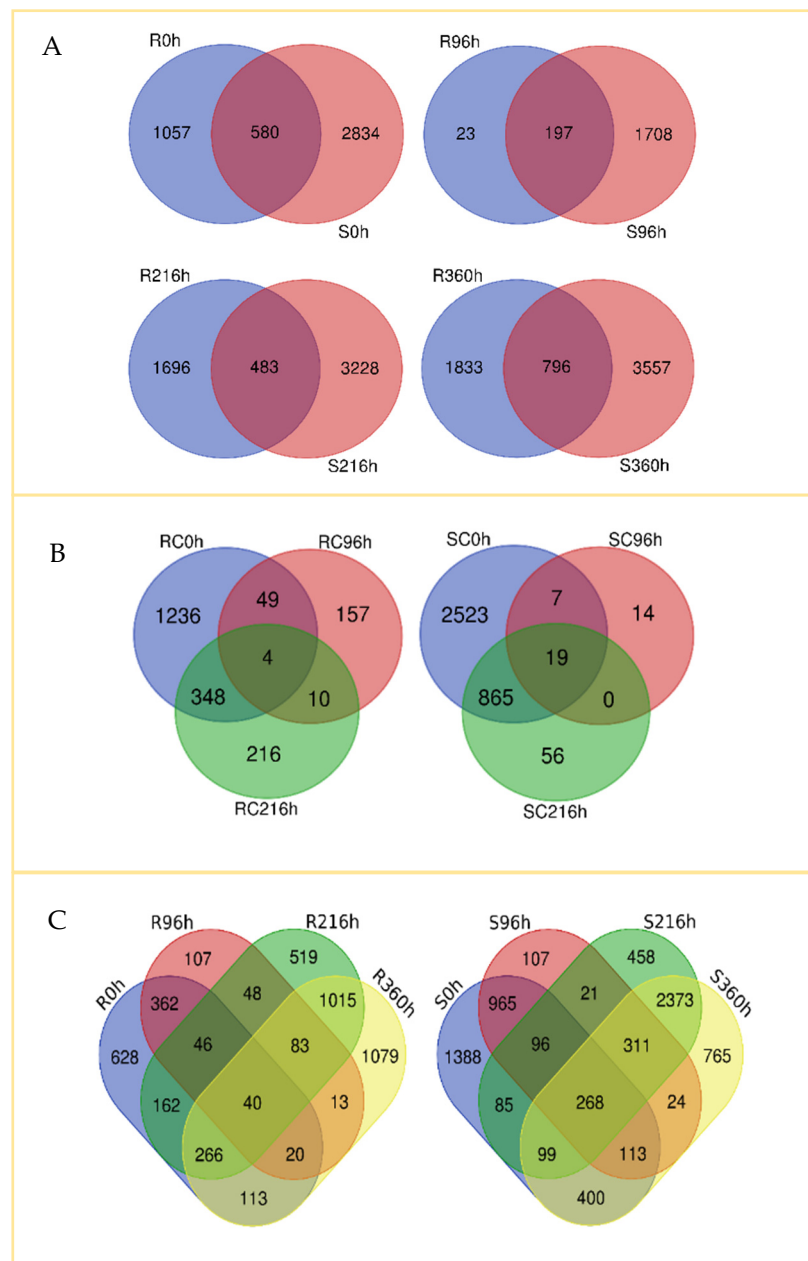 A
R0h
R96h
1057 580 2834
23 197 1708
S0h
S96h
R216h
R360h
1696 483 3228
1833 796 3557
S216h
S360h
B
RC0h
RC96h
1236 49 157
4
348 10
216
RC216h
SC0h
SC96h
2523 7 14
19
865 0
56
SC216h
C
R96h R216h
R0h R360h
107 519
362 48 1015
628 46 83 1079
162 40 13
266 20
113
S96h S216h
S0h S360h
107 458
965 21 2373
1388 96 311 765
85 268 24
99 113
400